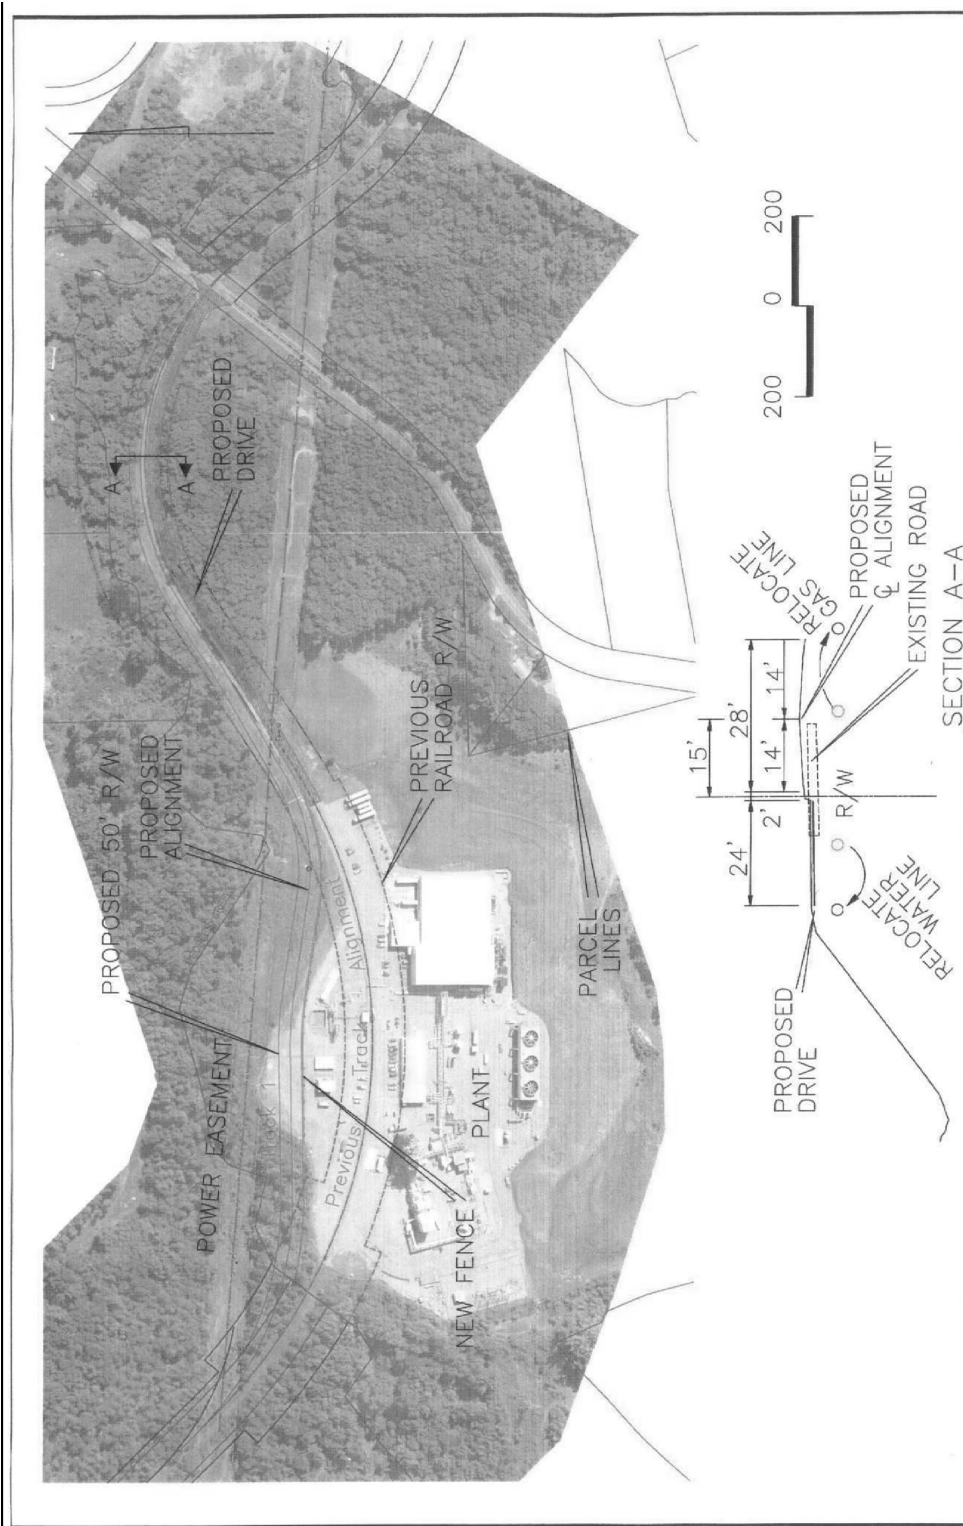 A
A
PROPOSED
DRIVE
PROPOSED 50' R/W
PROPOSED
ALIGNMENT
POWER EASEMENT
Track 1
Previous Track Alignment
PREVIOUS
RAILROAD R/W
NEW FENCE
PLANT
PARCEL
LINES
200 0 200
15'
28'
24' 2' 14' 14'
RELOCATE
GAS LINE
PROPOSED
℄ ALIGNMENT
EXISTING ROAD
R/W
RELOCATE
WATER
LINE
PROPOSED
DRIVE
SECTION A-A